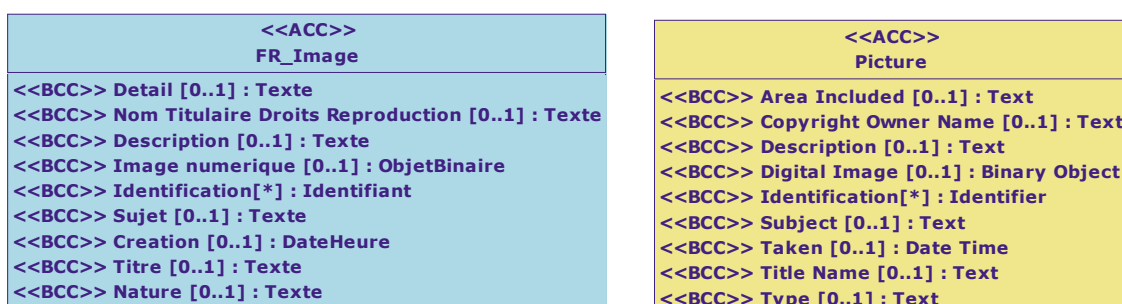 <<ACC>>
FR_Image
<<BCC>> Detail [0..1] : Texte
<<BCC>> Nom Titulaire Droits Reproduction [0..1] : Texte
<<BCC>> Description [0..1] : Texte
<<BCC>> Image numerique [0..1] : ObjetBinaire
<<BCC>> Identification[*] : Identifiant
<<BCC>> Sujet [0..1] : Texte
<<BCC>> Creation [0..1] : DateHeure
<<BCC>> Titre [0..1] : Texte
<<BCC>> Nature [0..1] : Texte
<<ACC>>
Picture
<<BCC>> Area Included [0..1] : Text
<<BCC>> Copyright Owner Name [0..1] : Text
<<BCC>> Description [0..1] : Text
<<BCC>> Digital Image [0..1] : Binary Object
<<BCC>> Identification[*] : Identifier
<<BCC>> Subject [0..1] : Text
<<BCC>> Taken [0..1] : Date Time
<<BCC>> Title Name [0..1] : Text
<<BCC>> Type [0..1] : Text